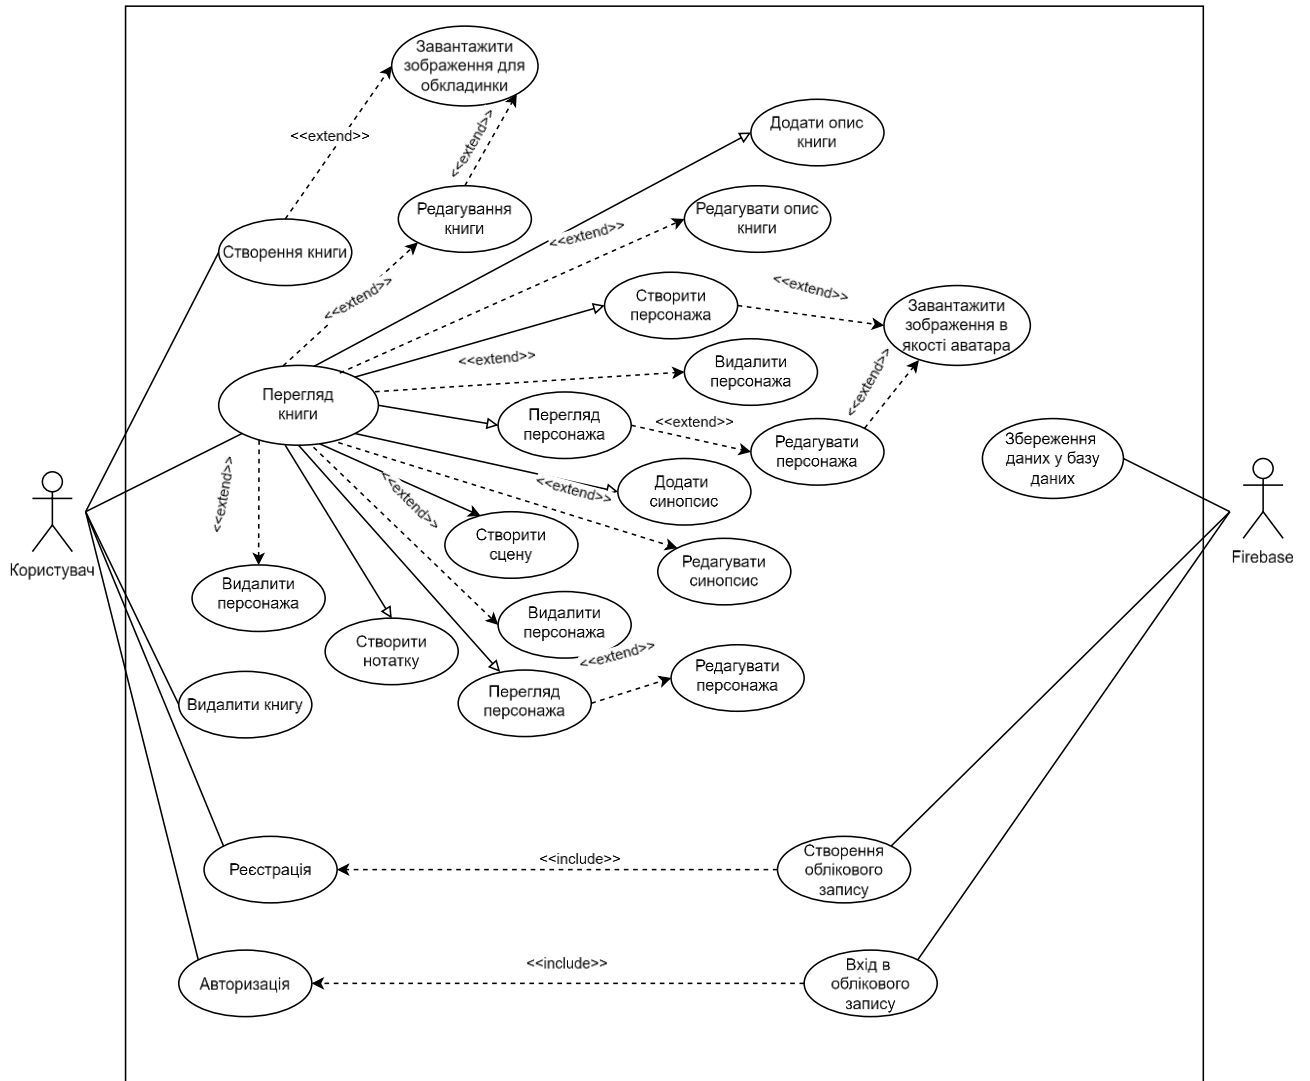 Завантажити
зображення для
обкладинки
<<extend>>
<<extend>>
Додати опис
книги
Редагування
книги
Редагувати опис
книги
Створення книги
<<extend>>
<<extend>>
Створити
персонажа
<<extend>>
Завантажити
зображення в
якості аватара
<<extend>>
Видалити
персонажа
<<extend>>
Перегляд
книги
Перегляд
персонажа
<<extend>>
Редагувати
персонажа
Збереження
даних у базу
даних
<<extend>>
<<extend>>
<<extend>>
Додати
синопсис
Створити
сцену
Редагувати
синопсис
Користувач
Firebase
Видалити
персонажа
Видалити
персонажа
Створити
нотатку
<<extend>>
Редагувати
персонажа
Перегляд
персонажа
Видалити книгу
Реєстрація
<<include>>
Створення
облікового
запису
Авторизація
<<include>>
Вхід в
облікового
запису